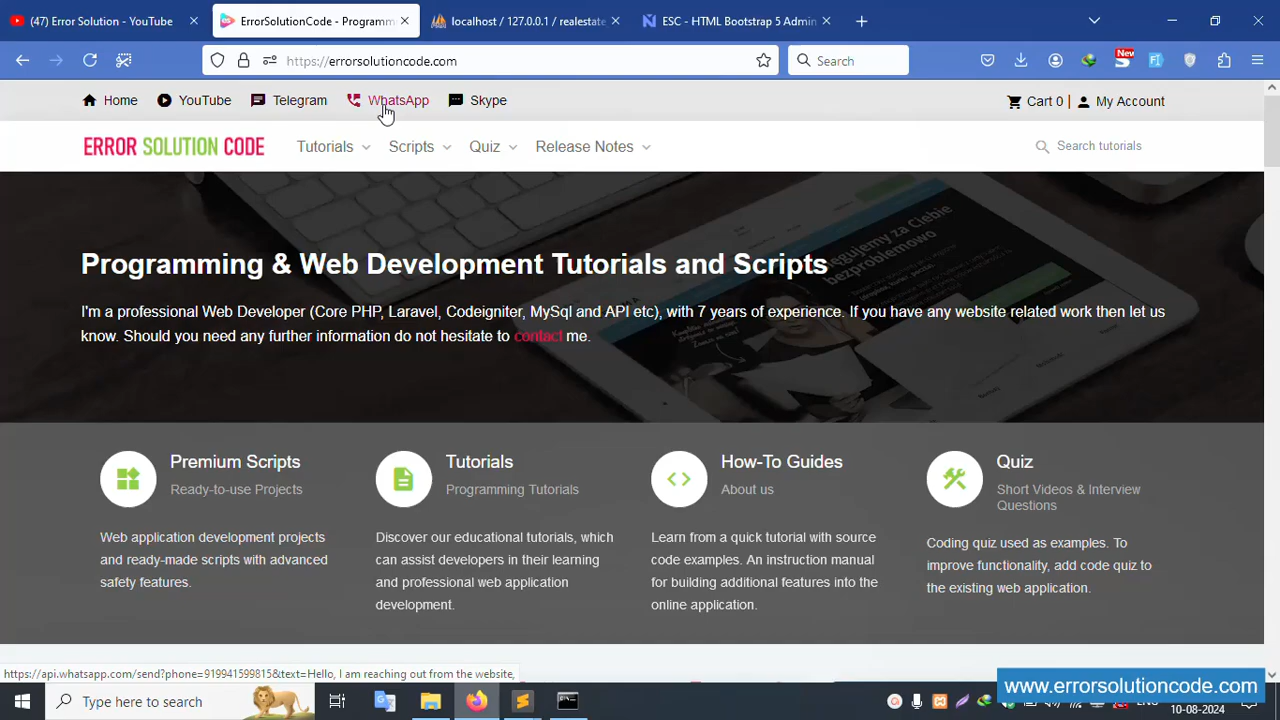 (47) Error Solution - YouTube
ErrorSolutionCode - Programm
localhost / 127.0.0.1 / realestate
ESC - HTML Bootstrap 5 Admin
https://errorsolutioncode.com
Search
New
Home
YouTube
Telegram
WhatsApp
Skype
Cart 0 |
My Account
ERROR SOLUTION CODE
Tutorials
Scripts
Quiz
Release Notes
Search tutorials
Programming & Web Development Tutorials and Scripts
I'm a professional Web Developer (Core PHP, Laravel, Codeigniter, MySql and API etc), with 7 years of experience. If you have any website related work then let us
know. Should you need any further information do not hesitate to contact me.
Premium Scripts
Ready-to-use Projects
Web application development projects
and ready-made scripts with advanced
safety features.
Tutorials
Programming Tutorials
Discover our educational tutorials, which
can assist developers in their learning
and professional web application
development.
How-To Guides
About us
Learn from a quick tutorial with source
code examples. An instruction manual
for building additional features into the
online application.
Quiz
Short Videos & Interview
Questions
Coding quiz used as examples. To
improve functionality, add code quiz to
the existing web application.
https://api.whatsapp.com/send?phone=919941599815&text=Hello, I am reaching out from the website,
www.errorsolutioncode.com
Type here to search
10-08-2024